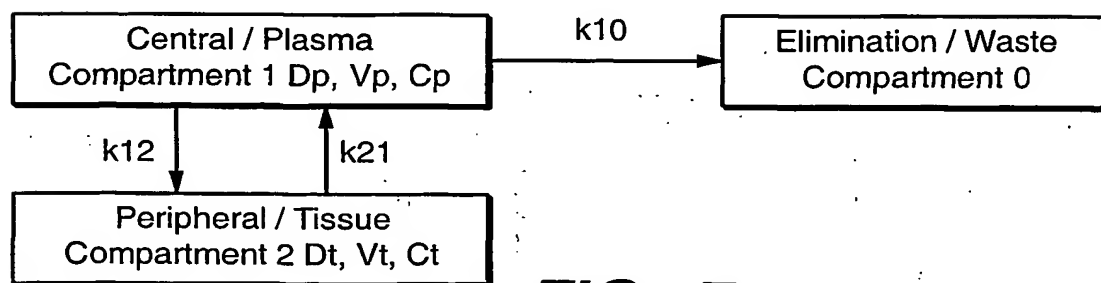 Central / Plasma
Compartment 1 Dp, Vp, Cp
k10
Elimination / Waste
Compartment 0
k12
k21
Peripheral / Tissue
Compartment 2 Dt, Vt, Ct